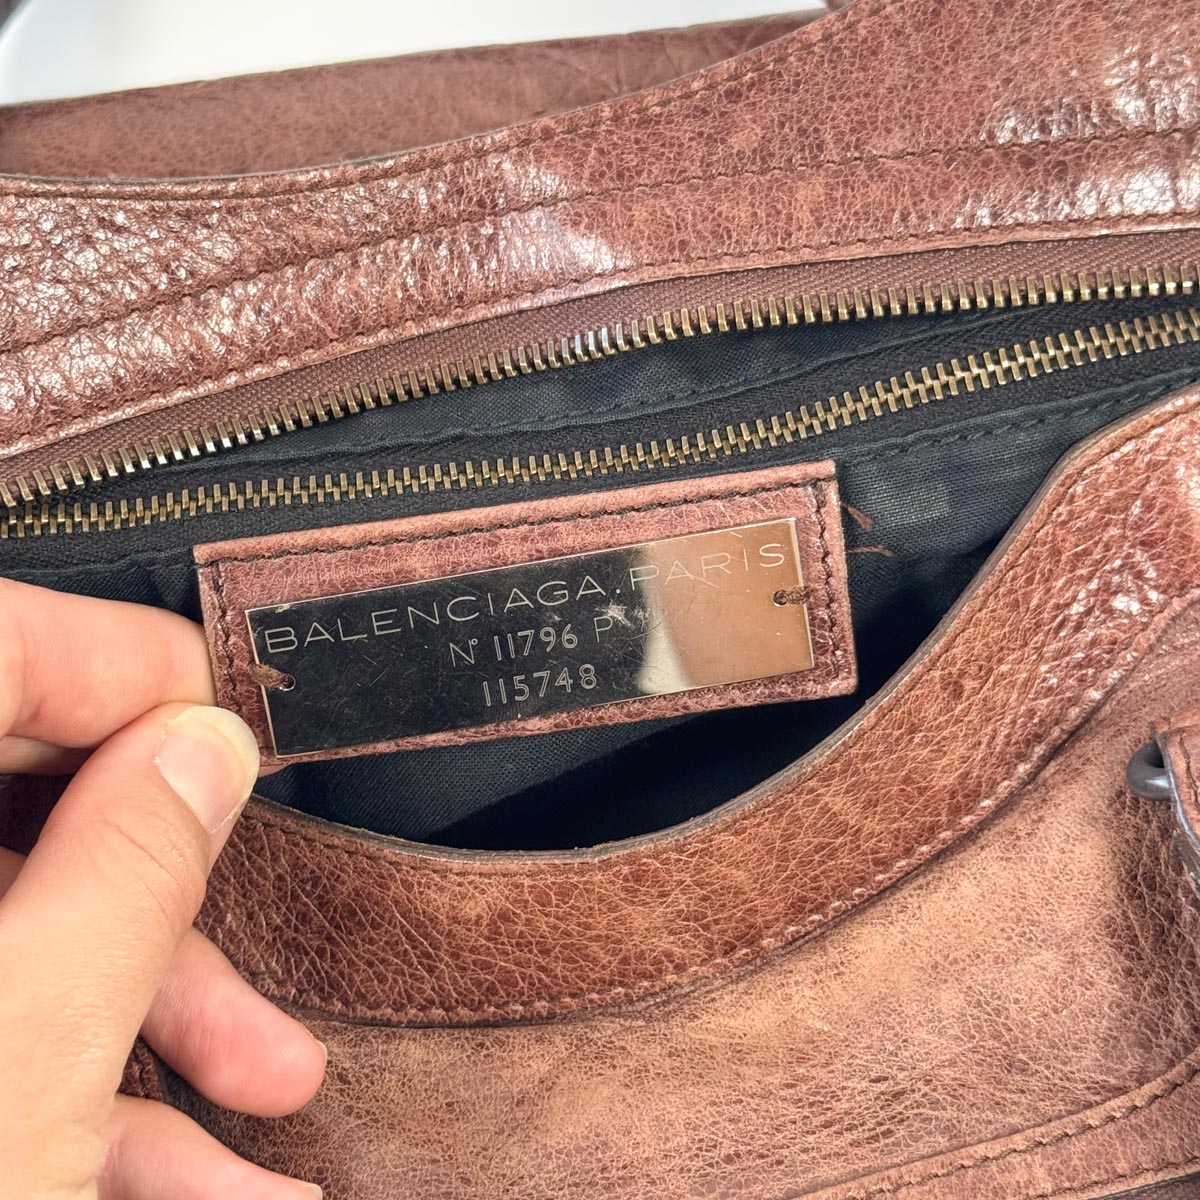 BALENCIAGA.PARIS
N° 11796 P
115748